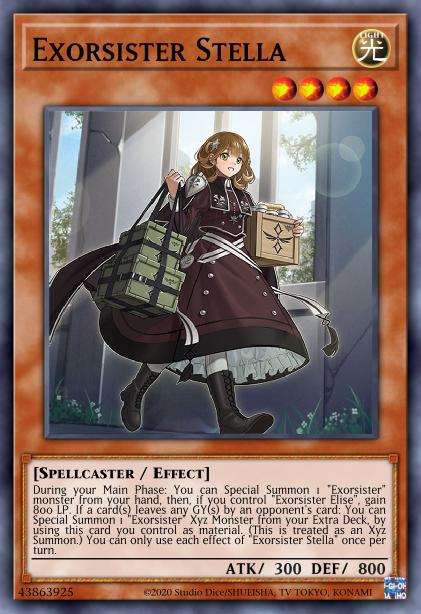 Exorsister Stella
LIGHT
光
[Spellcaster / Effect]
During your Main Phase: You can Special Summon 1 "Exorsister"
monster from your hand, then, if you control "Exorsister Elise", gain
800 LP. If a card(s) leaves any GY(s) by an opponent's card: You can
Special Summon 1 "Exorsister" Xyz Monster from your Extra Deck, by
using this card you control as material. (This is treated as an Xyz
Summon.) You can only use each effect of "Exorsister Stella" once per
turn.
ATK/ 300 DEF/ 800
43863925
©2020 Studio Dice/SHUEISHA, TV TOKYO, KONAMI